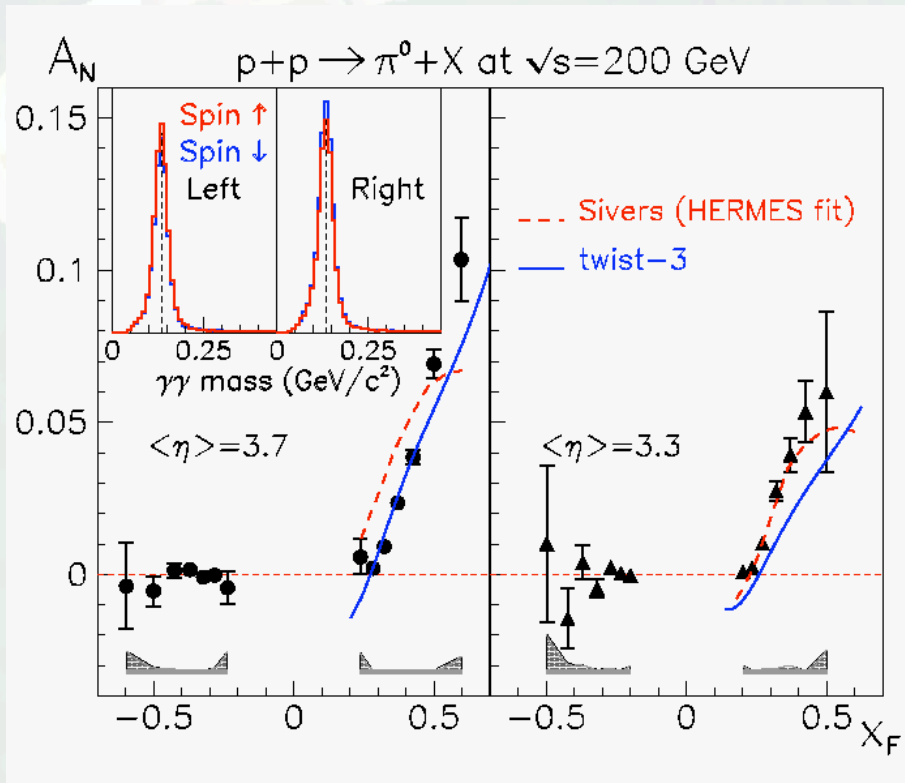 A_N p+p → π⁰+X at √s=200 GeV
0.15
0.1
0.05
0
Spin ↑
Spin ↓
Left
Right
0 0.25 0 0.25
γγ mass (GeV/c²)
Sivers (HERMES fit)
twist−3
<η>=3.7
<η>=3.3
−0.5 0 0.5 −0.5 0 0.5 X_F